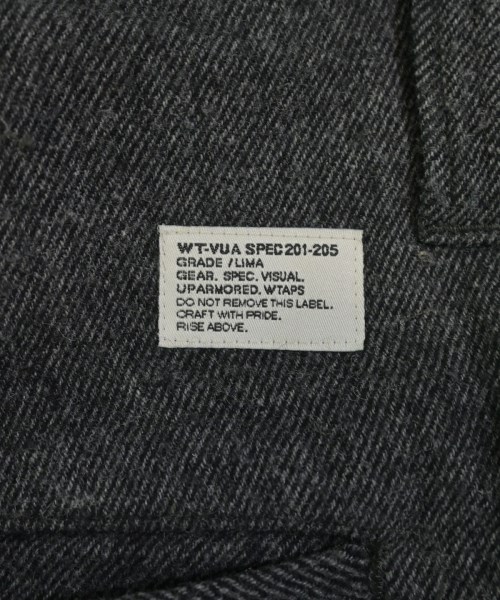 WT-VUA SPEC201-205
GRADE / LIMA
GEAR. SPEC. VISUAL.
UPARMORED. WTAPS
DO NOT REMOVE THIS LABEL.
CRAFT WITH PRIDE.
RISE ABOVE.